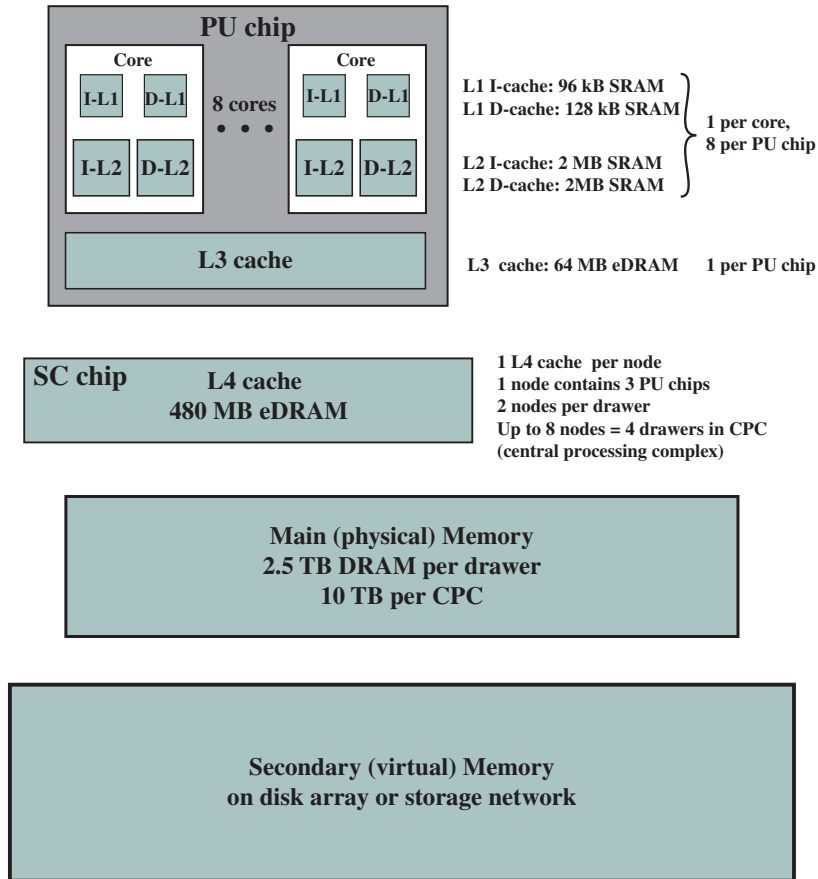 PU chip
Core
I-L1 D-L1
I-L2 D-L2
8 cores
• • •
Core
I-L1 D-L1
I-L2 D-L2
L3 cache
L1 I-cache: 96 kB SRAM
L1 D-cache: 128 kB SRAM
L2 I-cache: 2 MB SRAM
L2 D-cache: 2MB SRAM
1 per core,
8 per PU chip
L3 cache: 64 MB eDRAM
1 per PU chip
SC chip
L4 cache
480 MB eDRAM
1 L4 cache per node
1 node contains 3 PU chips
2 nodes per drawer
Up to 8 nodes = 4 drawers in CPC
(central processing complex)
Main (physical) Memory
2.5 TB DRAM per drawer
10 TB per CPC
Secondary (virtual) Memory
on disk array or storage network